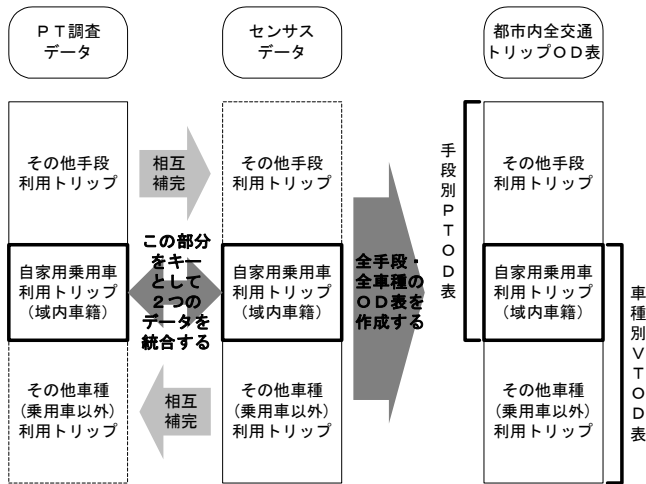 ＰＴ調査
データ
センサス
データ
都市内全交通
トリップＯＤ表
その他手段
利用トリップ
相互
補完
その他手段
利用トリップ
その他手段
利用トリップ
手段別ＰＴＯＤ表
自家用乗用車
利用トリップ
(域内車籍)
この部分
をキー
として
２つの
データを
統合する
自家用乗用車
利用トリップ
(域内車籍)
全手段・
全車種の
ＯＤ表を
作成する
自家用乗用車
利用トリップ
(域内車籍)
車種別ＶＴＯＤ表
その他車種
(乗用車以外)
利用トリップ
相互
補完
その他車種
(乗用車以外)
利用トリップ
その他車種
(乗用車以外)
利用トリップ